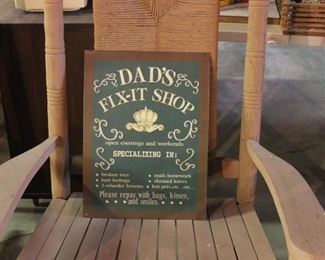 DAD'S
FIX-IT SHOP
open evenings and weekends
SPECIALIZING IN:
• broken toys • math homework
• hurt feelings • skinned knees
• 2-wheeler lessons • lost pets, etc... etc...
Please repay with hugs, kisses,
and smiles